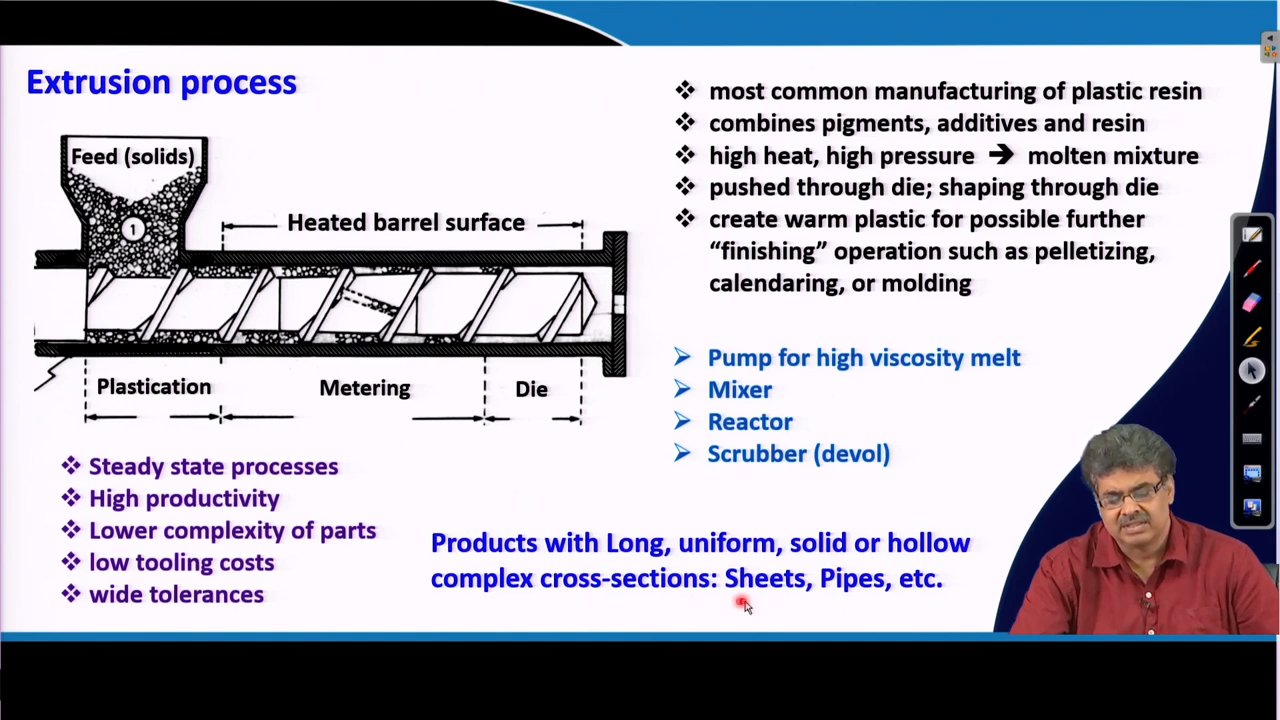 Extrusion process
Feed (solids)
1
Heated barrel surface
Plastication
Metering
Die
❖ Steady state processes
❖ High productivity
❖ Lower complexity of parts
❖ low tooling costs
❖ wide tolerances
❖ most common manufacturing of plastic resin
❖ combines pigments, additives and resin
❖ high heat, high pressure ➔ molten mixture
❖ pushed through die; shaping through die
❖ create warm plastic for possible further
“finishing” operation such as pelletizing,
calendaring, or molding
➢ Pump for high viscosity melt
➢ Mixer
➢ Reactor
➢ Scrubber (devol)
Products with Long, uniform, solid or hollow
complex cross-sections: Sheets, Pipes, etc.